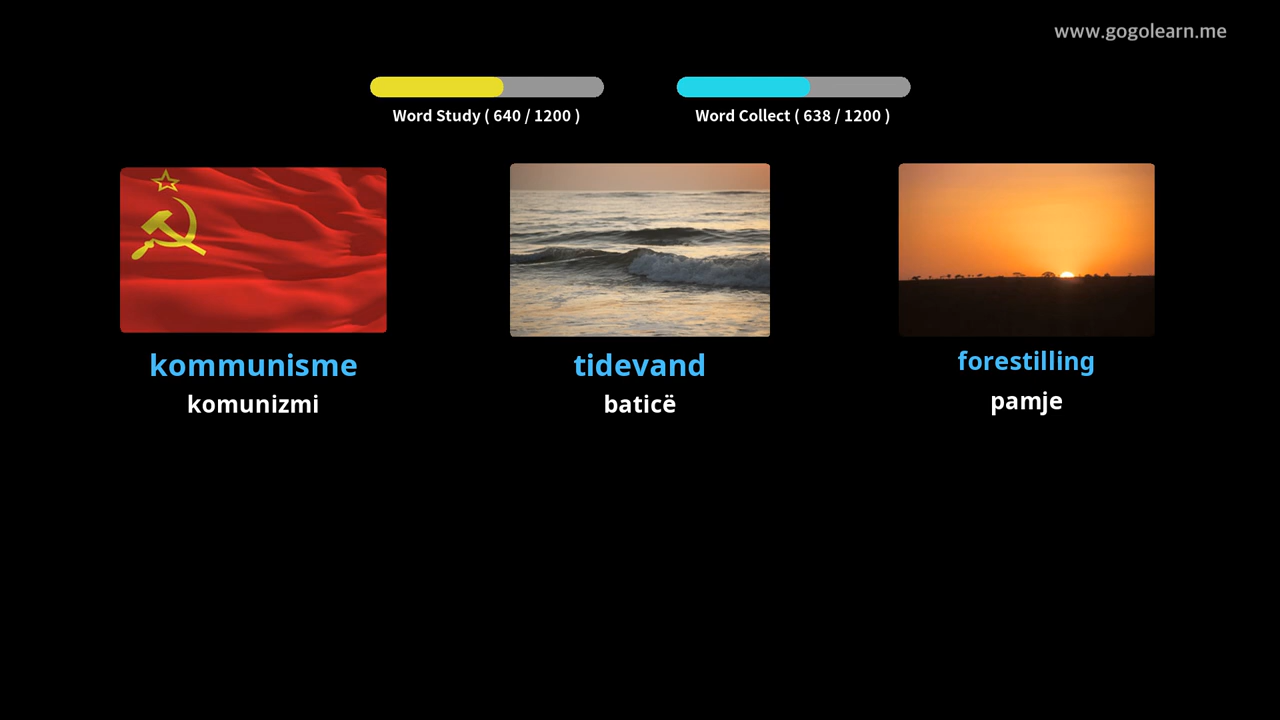 www.gogolearn.me
Word Study ( 640 / 1200 )
Word Collect ( 638 / 1200 )
kommunisme
komunizmi
tidevand
baticë
forestilling
pamje